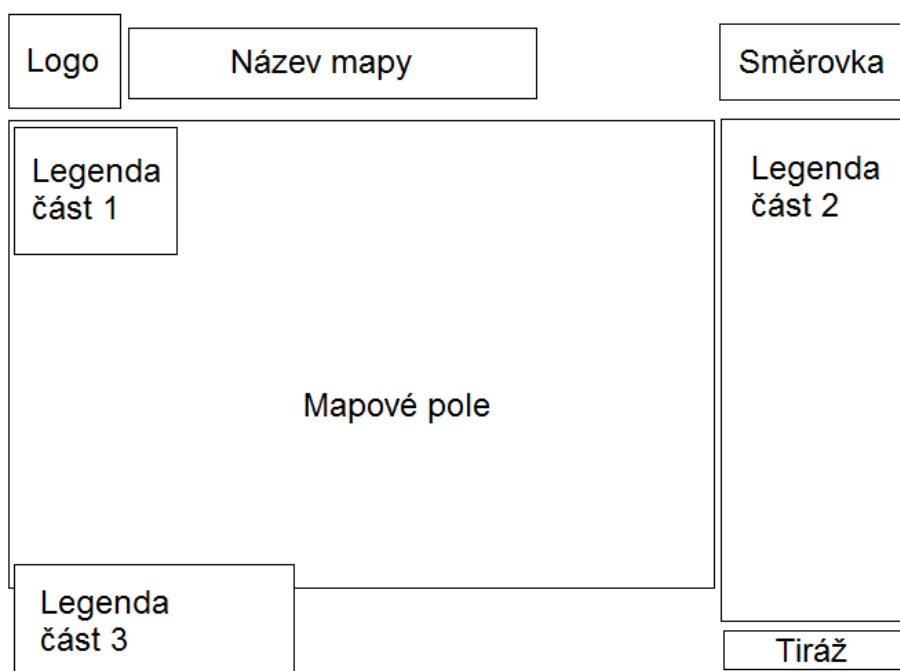 Logo
Název mapy
Směrovka
Legenda
část 1
Legenda
část 2
Mapové pole
Legenda
část 3
Tiráž